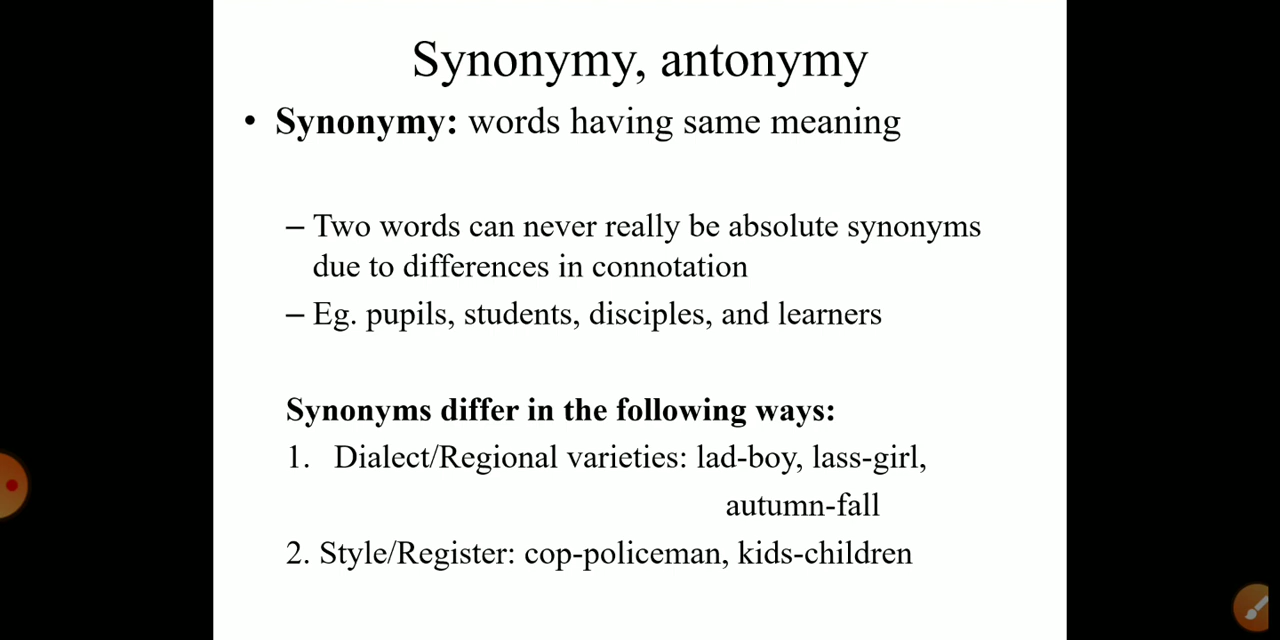 Synonymy, antonymy
• Synonymy: words having same meaning
– Two words can never really be absolute synonyms
due to differences in connotation
– Eg. pupils, students, disciples, and learners
Synonyms differ in the following ways:
1. Dialect/Regional varieties: lad-boy, lass-girl,
autumn-fall
2. Style/Register: cop-policeman, kids-children